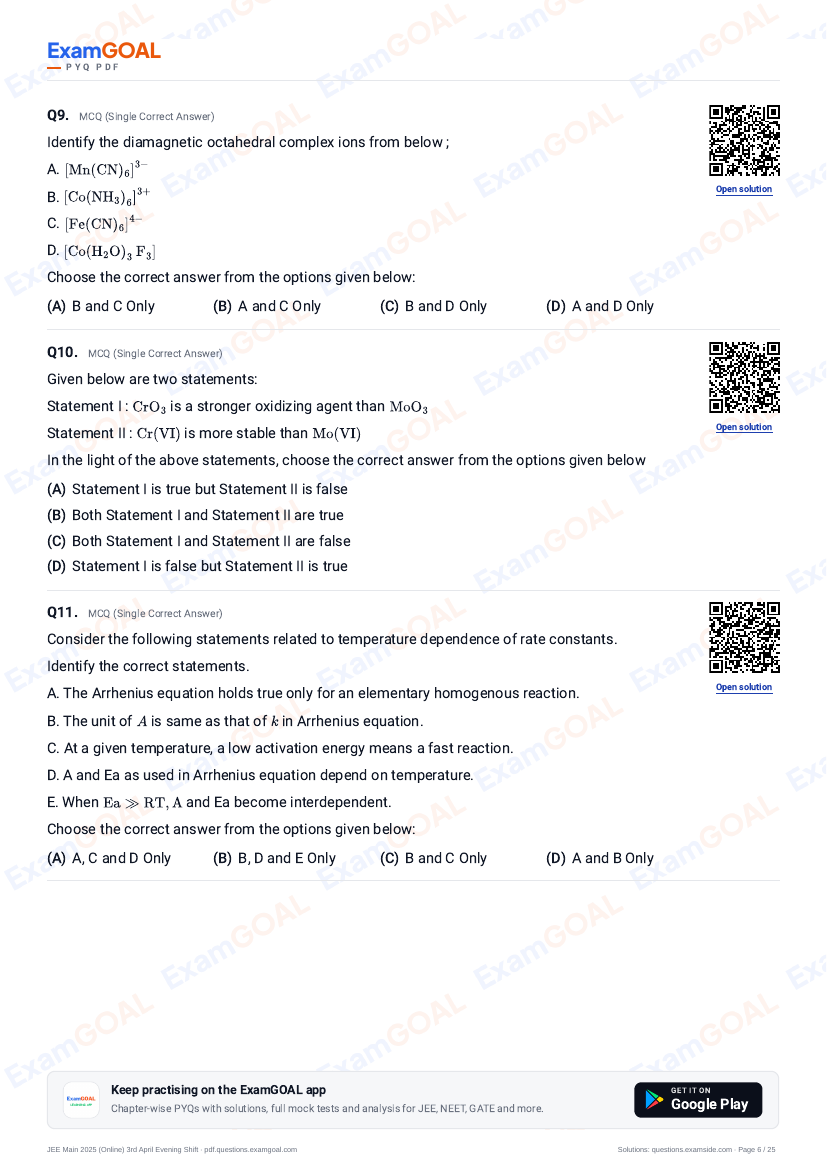 ExamGOAL
PYQ PDF
Q9. MCQ (Single Correct Answer)
Identify the diamagnetic octahedral complex ions from below ;
A. [Mn(CN)₆]³⁻
B. [Co(NH₃)₆]³⁺
Open solution
C. [Fe(CN)₆]⁴⁻
D. [Co(H₂O)₃ F₃]
Choose the correct answer from the options given below:
(A) B and C Only (B) A and C Only (C) B and D Only (D) A and D Only
Q10. MCQ (Single Correct Answer)
Given below are two statements:
Statement I : CrO₃ is a stronger oxidizing agent than MoO₃
Open solution
Statement II : Cr(VI) is more stable than Mo(VI)
In the light of the above statements, choose the correct answer from the options given below
(A) Statement I is true but Statement II is false
(B) Both Statement I and Statement II are true
(C) Both Statement I and Statement II are false
(D) Statement I is false but Statement II is true
Q11. MCQ (Single Correct Answer)
Consider the following statements related to temperature dependence of rate constants.
Identify the correct statements.
Open solution
A. The Arrhenius equation holds true only for an elementary homogenous reaction.
B. The unit of A is same as that of k in Arrhenius equation.
C. At a given temperature, a low activation energy means a fast reaction.
D. A and Ea as used in Arrhenius equation depend on temperature.
E. When Ea ≫ RT, A and Ea become interdependent.
Choose the correct answer from the options given below:
(A) A, C and D Only (B) B, D and E Only (C) B and C Only (D) A and B Only
ExamGOAL
Keep practising on the ExamGOAL app
Chapter-wise PYQs with solutions, full mock tests and analysis for JEE, NEET, GATE and more.
GET IT ON
Google Play
JEE Main 2025 (Online) 3rd April Evening Shift · pdf.questions.examgoal.com
Solutions: questions.examside.com · Page 6 / 25